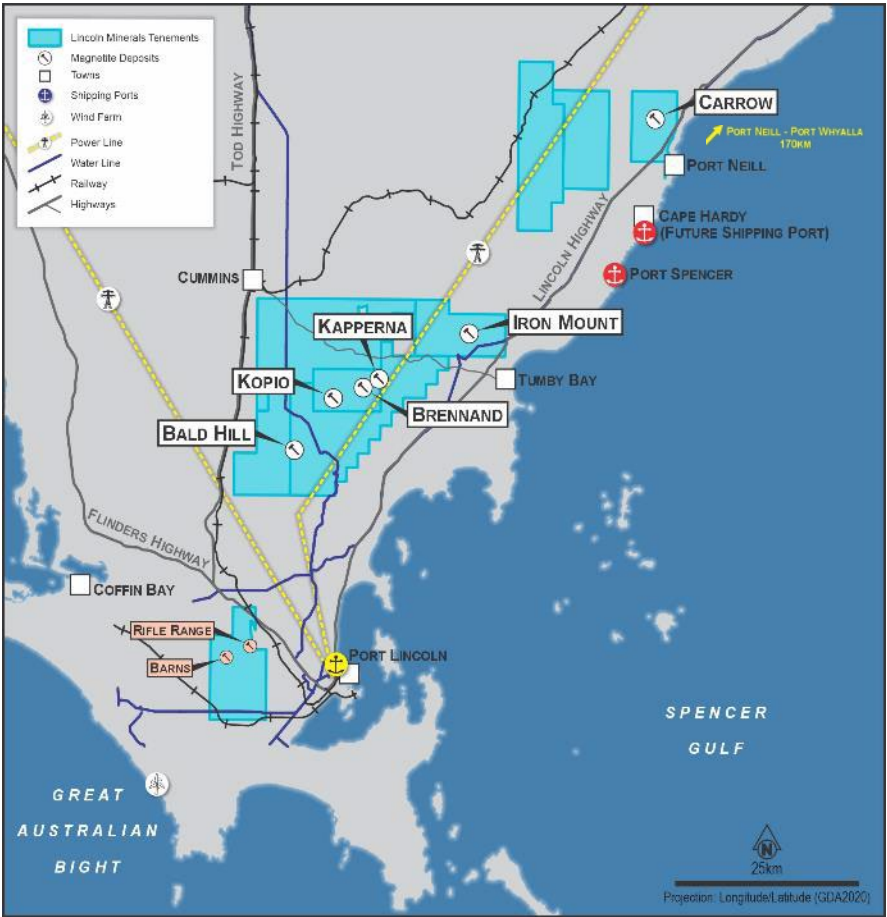 Lincoln Minerals Tenements
Magnetite Deposits
Towns
Shipping Ports
Wind Farm
Power Line
Water Line
Railway
Highways
TOD HIGHWAY
CARROW
PORT NEILL - PORT WHYALLA
170KM
PORT NEILL
CAPE HARDY
(FUTURE SHIPPING PORT)
LINCOLN HIGHWAY
PORT SPENCER
CUMMINS
KAPPERNA
IRON MOUNT
KOPIO
TUMBY BAY
BRENNAND
BALD HILL
FLINDERS HIGHWAY
COFFIN BAY
RIFLE RANGE
BARNS
PORT LINCOLN
SPENCER
GULF
GREAT
AUSTRALIAN
BIGHT
N
25km
Projection: Longitude/Latitude (GDA2020)